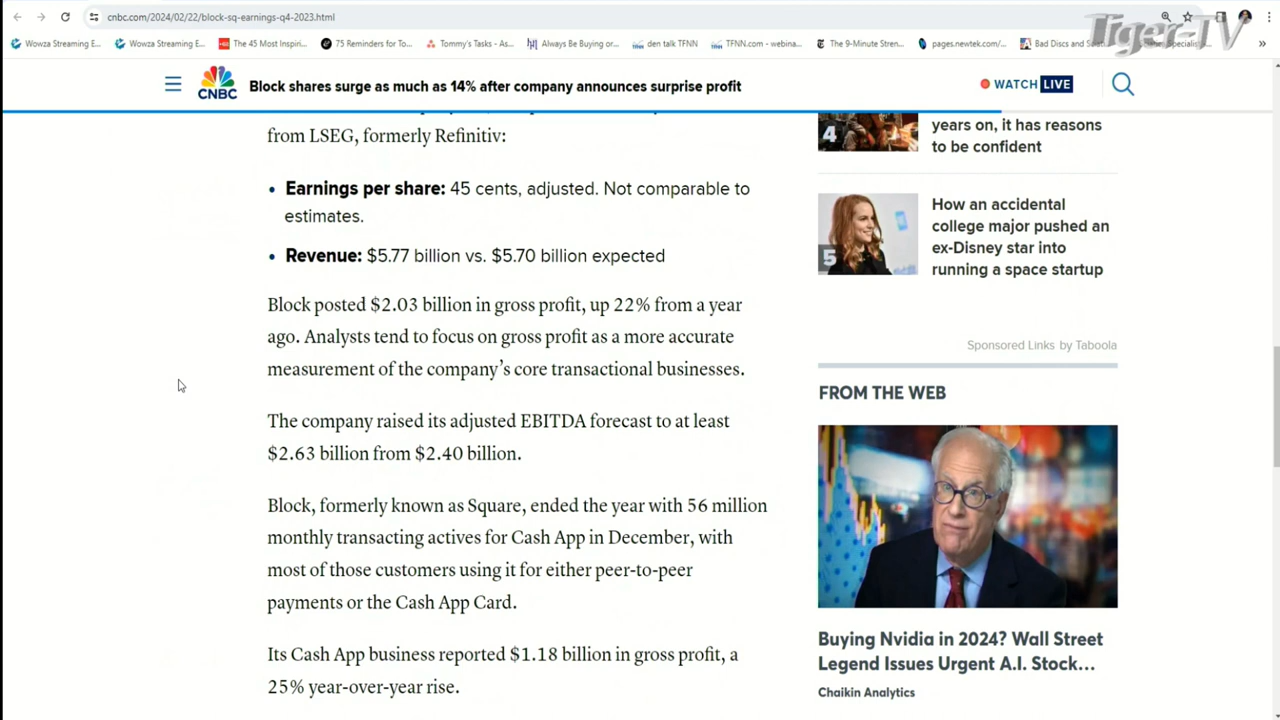 cnbc.com/2024/02/22/block-sq-earnings-q4-2023.html
Tiger-TV
Wowza Streaming E...
Wowza Streaming E...
The 45 Most Inspiri...
75 Reminders for To...
Tommy's Tasks - As...
Always Be Buying or...
den talk TFNN
TFNN.com - webina...
The 9-Minute Stren...
pages.newtek.com/...
Bad Discs and
Specialis
CNBC
Block shares surge as much as 14% after company announces surprise profit
WATCH LIVE
from LSEG, formerly Refinitiv:
• Earnings per share: 45 cents, adjusted. Not comparable to
estimates.
• Revenue: $5.77 billion vs. $5.70 billion expected
Block posted $2.03 billion in gross profit, up 22% from a year
ago. Analysts tend to focus on gross profit as a more accurate
measurement of the company's core transactional businesses.
The company raised its adjusted EBITDA forecast to at least
$2.63 billion from $2.40 billion.
Block, formerly known as Square, ended the year with 56 million
monthly transacting actives for Cash App in December, with
most of those customers using it for either peer-to-peer
payments or the Cash App Card.
Its Cash App business reported $1.18 billion in gross profit, a
25% year-over-year rise.
4
years on, it has reasons
to be confident
5
How an accidental
college major pushed an
ex-Disney star into
running a space startup
Sponsored Links by Taboola
FROM THE WEB
Buying Nvidia in 2024? Wall Street
Legend Issues Urgent A.I. Stock...
Chaikin Analytics